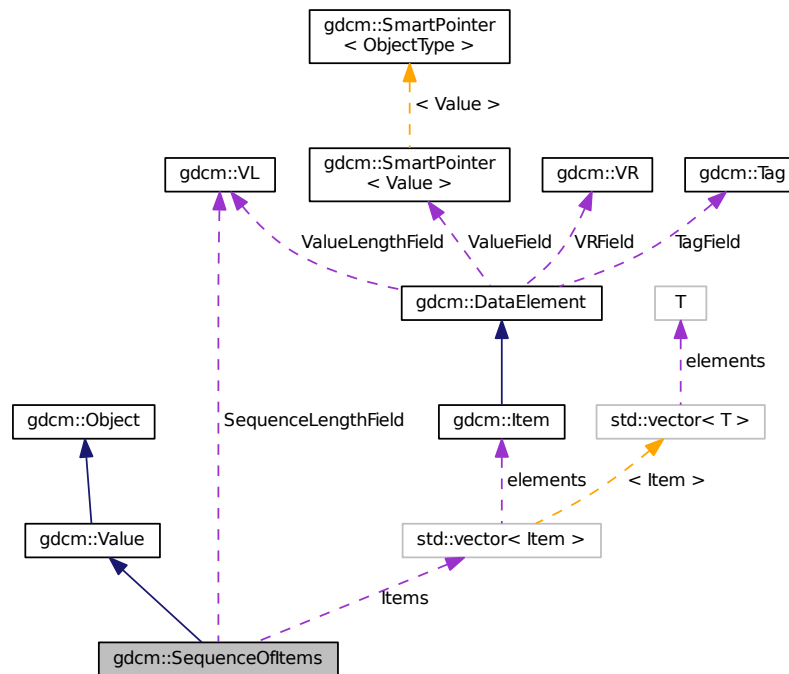 gdcm::SmartPointer
< ObjectType >
< Value >
gdcm::VL
gdcm::SmartPointer
< Value >
gdcm::VR
gdcm::Tag
ValueLengthField
ValueField
VRField
TagField
gdcm::DataElement
T
elements
gdcm::Object
SequenceLengthField
gdcm::Item
std::vector< T >
elements
< Item >
gdcm::Value
std::vector< Item >
Items
gdcm::SequenceOfItems